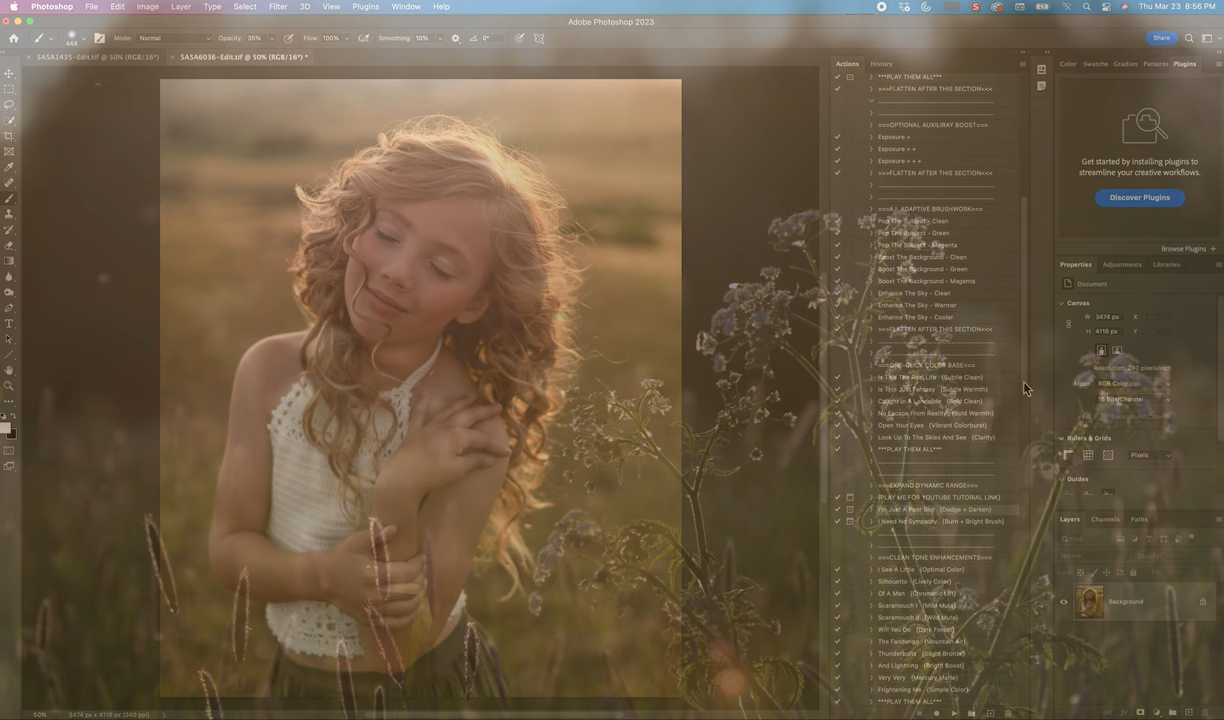 Photoshop File Edit Image Layer Type Select Filter 3D View Plugins Window Help
Thu Mar 23 8:56 PM
Adobe Photoshop 2023
444 Mode: Normal Opacity: 35% Flow: 100% Smoothing: 10% 0° Share
SASA1435-Edit.tif @ 50% (RGB/16*) SASA6036-Edit.tif @ 50% (RGB/16*) *
Actions History
***PLAY THEM ALL***
>>>FLATTEN AFTER THIS SECTION<<<
===OPTIONAL AUXILIRAY BOOST===
Exposure +
Exposure + +
Exposure + + +
>>>FLATTEN AFTER THIS SECTION<<<
===A.I. ADAPTIVE BRUSHWORK===
Pop The Subject - Clean
Pop The Subject - Green
Pop The Subject - Magenta
Boost The Background - Clean
Boost The Background - Green
Boost The Background - Magenta
Enhance The Sky - Clean
Enhance The Sky - Warmer
Enhance The Sky - Cooler
>>>FLATTEN AFTER THIS SECTION<<<
===ONE-CLICK COLOR BASE===
Is This The Real Life (Subtle Clean)
Is This Just Fantasy (Subtle Warmth)
Caught in A Landslide (Bold Clean)
No Escape From Reality (Bold Warmth)
Open Your Eyes (Vibrant Colorburst)
Look Up To The Skies And See (Clarity)
***PLAY THEM ALL***
===EXPAND DYNAMIC RANGE===
(PLAY ME FOR YOUTUBE TUTORIAL LINK)
I'm Just A Poor Boy (Dodge + Darken)
I Need No Sympathy (Burn + Bright Brush)
===CLEAN TONE ENHANCEMENTS===
I See A Little (Optimal Color)
Silhouetto (Lively Color)
Of A Man (Chromatic Lift)
Scaramouch I (Mild Mute)
Scaramouch II (Wild Mute)
Will You Do (Dark Forest)
The Fandango (Mountain Air)
Thunderbolts (Slight Bronze)
And Lightning (Bright Boost)
Very Very (Mercury Matte)
Frightening Me (Simple Color)
***PLAY THEM ALL***
Color Swatche Gradien Patterns Plugins
Get started by installing plugins to
streamline your creative workflows.
Discover Plugins
Browse Plugins +
Properties Adjustments Libraries
Document
Canvas
W 3474 px X
H 4116 px Y
Resolution: 240 pixels/inch
Mode RGB Color
16 Bits/Channel
Rulers & Grids
Pixels
Guides
Layers Channels Paths
Kind
Normal
Background
50% 3474 px x 4116 px (240 ppi)